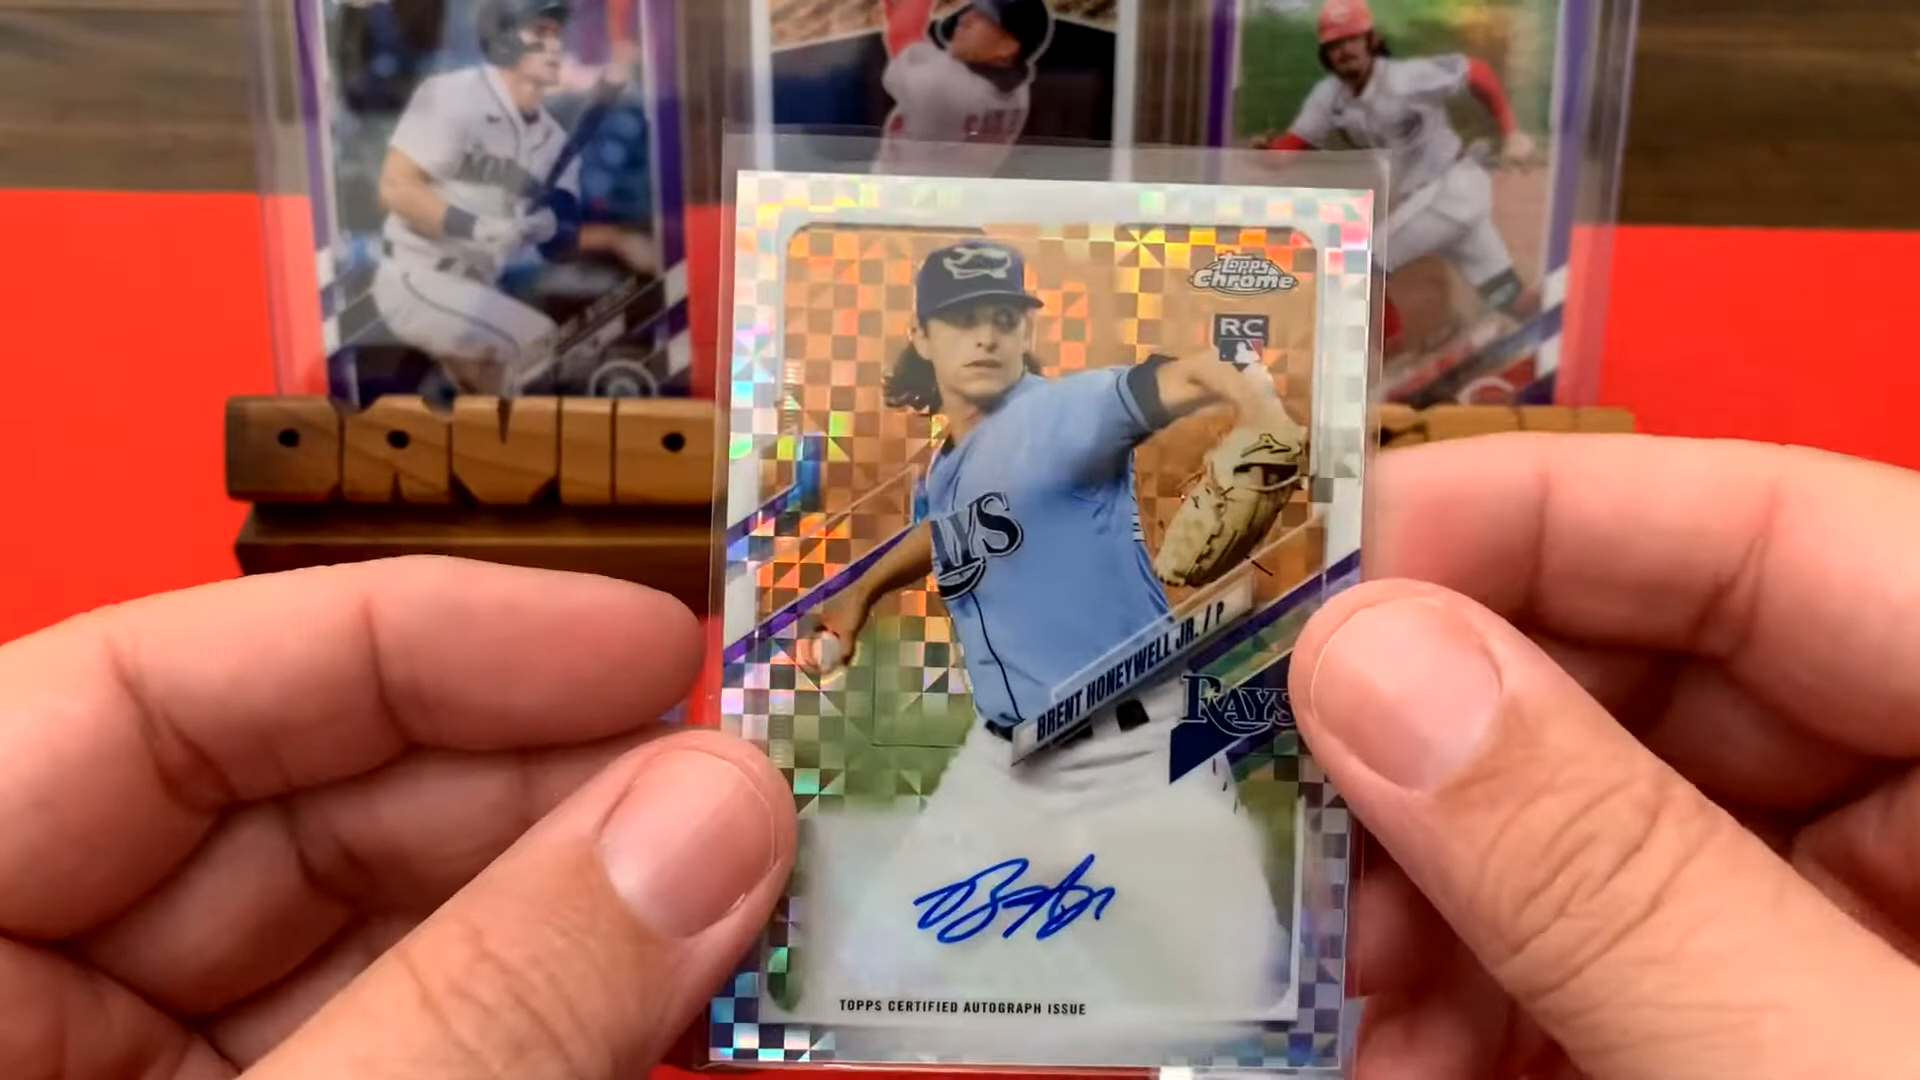 Topps
Chrome
RC
DAVID
RAYS
BRENT HONEYWELL JR. / P
RAYS
TOPPS CERTIFIED AUTOGRAPH ISSUE